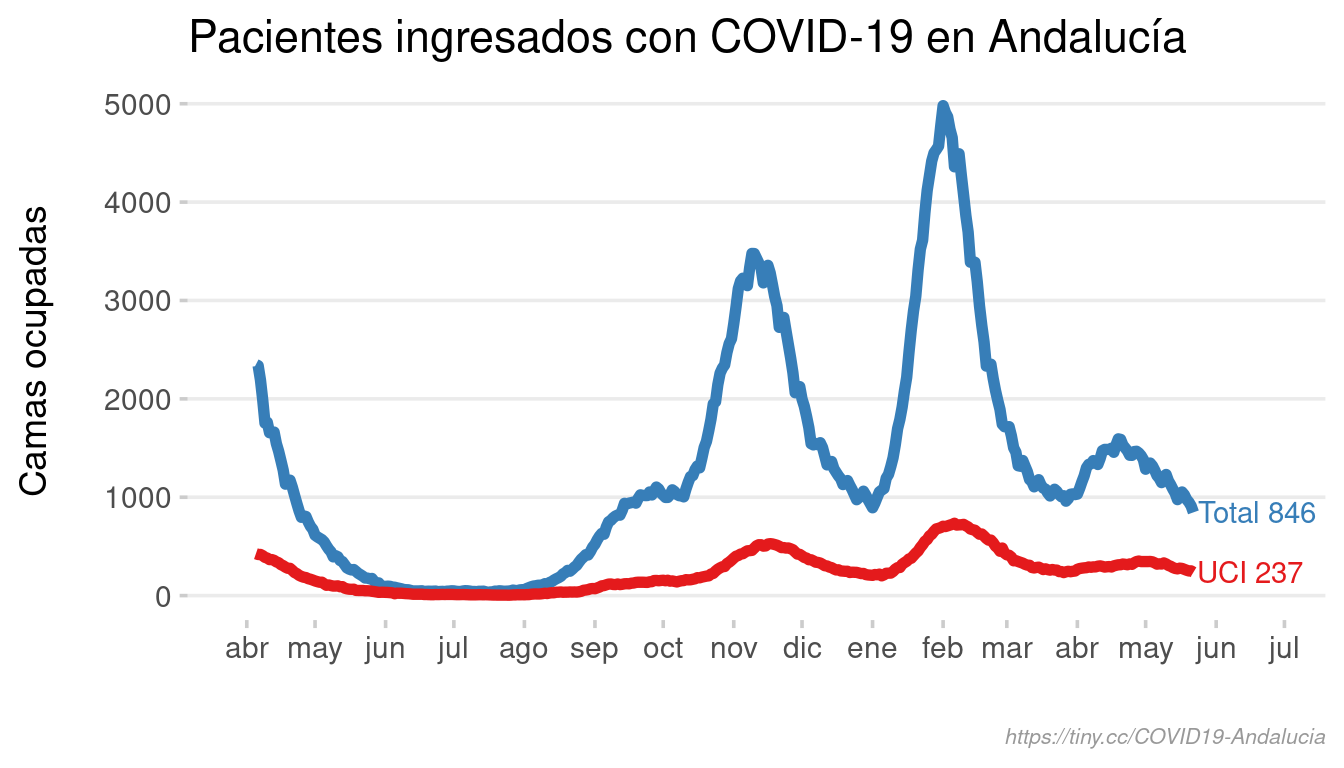 Pacientes ingresados con COVID-19 en Andalucía
Camas ocupadas
5000
4000
3000
2000
1000
0
Total 846
UCI 237
abr may jun jul ago sep oct nov dic ene feb mar abr may jun jul
https://tiny.cc/COVID19-Andalucia